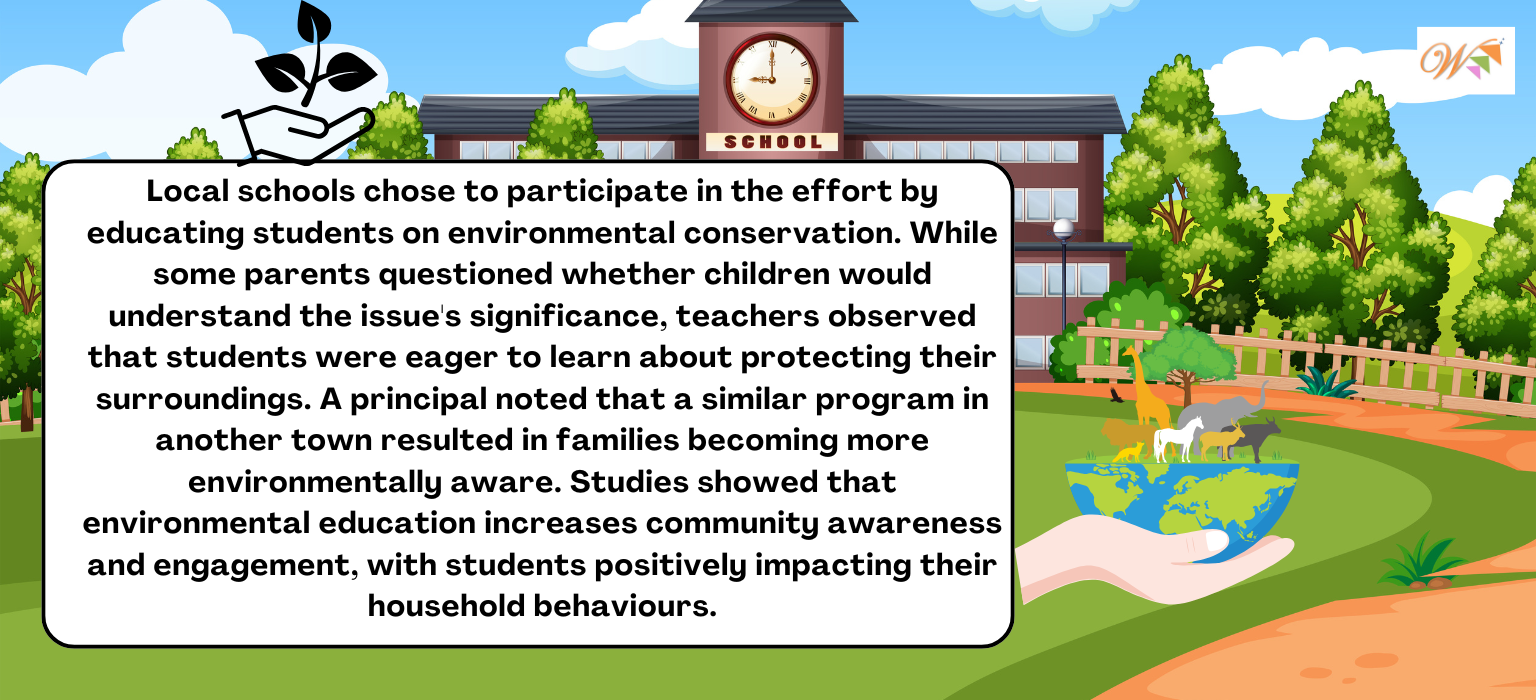 SCHOOL
Local schools chose to participate in the effort by
educating students on environmental conservation. While
some parents questioned whether children would
understand the issue's significance, teachers observed
that students were eager to learn about protecting their
surroundings. A principal noted that a similar program in
another town resulted in families becoming more
environmentally aware. Studies showed that
environmental education increases community awareness
and engagement, with students positively impacting their
household behaviours.